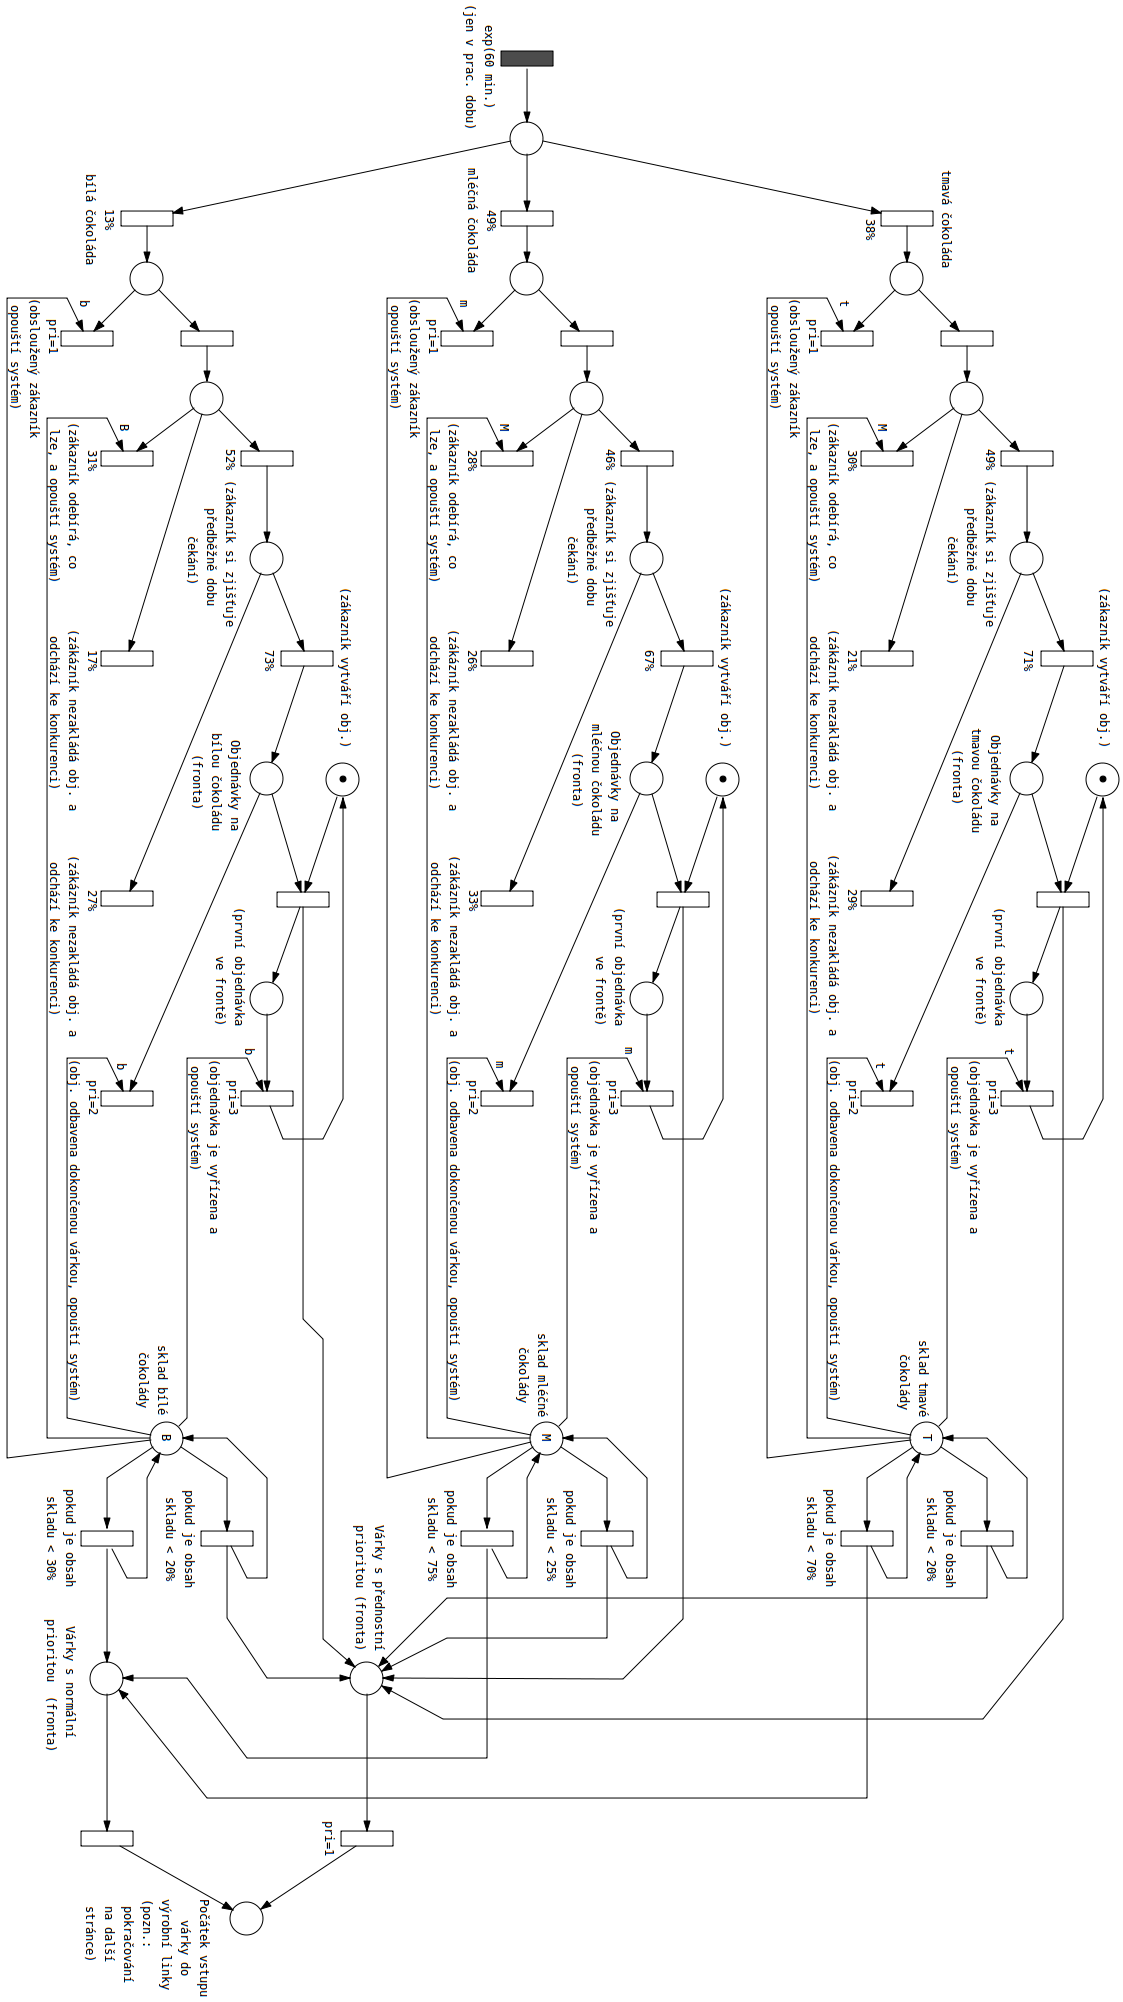 tmavá čokoláda
38%
t
pri=1
(obsloužený zákazník
opouští systém)
49% (zákazník si zjišťuje
předběžně dobu
čekání)
M
30%
(zákazník odebírá, co
lze, a opouští systém)
(zákazník vytváří obj.)
71%
21%
(zákázník nezakládá obj. a
odchází ke konkurenci)
Objednávky na
tmavou čokoládu
(fronta)
29%
(zákázník nezakládá obj. a
odchází ke konkurenci)
(první objednávka
ve frontě)
t
pri=3
(objednávka je vyřízena a
opouští systém)
t
pri=2
(obj. odbavena dokončenou várkou, opouští systém)
sklad tmavé
čokolády
T
pokud je obsah
skladu < 20%
pokud je obsah
skladu < 70%
exp(60 min.)
(jen v prac. dobu)
49%
mléčná čokoláda
m
pri=1
(obsloužený zákazník
opouští systém)
46% (zákazník si zjišťuje
předběžně dobu
čekání)
M
28%
(zákazník odebírá, co
lze, a opouští systém)
(zákazník vytváří obj.)
67%
26%
(zákázník nezakládá obj. a
odchází ke konkurenci)
Objednávky na
mléčnou čokoládu
(fronta)
33%
(zákázník nezakládá obj. a
odchází ke konkurenci)
(první objednávka
ve frontě)
m
pri=3
(objednávka je vyřízena a
opouští systém)
m
pri=2
(obj. odbavena dokončenou várkou, opouští systém)
sklad mléčné
čokolády
M
pokud je obsah
skladu < 25%
pokud je obsah
skladu < 75%
Várky s přednostní
prioritou (fronta)
pri=1
13%
bílá čokoláda
b
pri=1
(obsloužený zákazník
opouští systém)
52% (zákazník si zjišťuje
předběžně dobu
čekání)
B
31%
(zákazník odebírá, co
lze, a opouští systém)
(zákazník vytváří obj.)
73%
17%
(zákázník nezakládá obj. a
odchází ke konkurenci)
Objednávky na
bílou čokoládu
(fronta)
27%
(zákázník nezakládá obj. a
odchází ke konkurenci)
(první objednávka
ve frontě)
b
pri=3
(objednávka je vyřízena a
opouští systém)
b
pri=2
(obj. odbavena dokončenou várkou, opouští systém)
sklad bílé
čokolády
B
pokud je obsah
skladu < 20%
pokud je obsah
skladu < 30%
Várky s normální
prioritou (fronta)
Počátek vstupu
várky do
výrobní linky
(pozn.:
pokračování
na další
stránce)